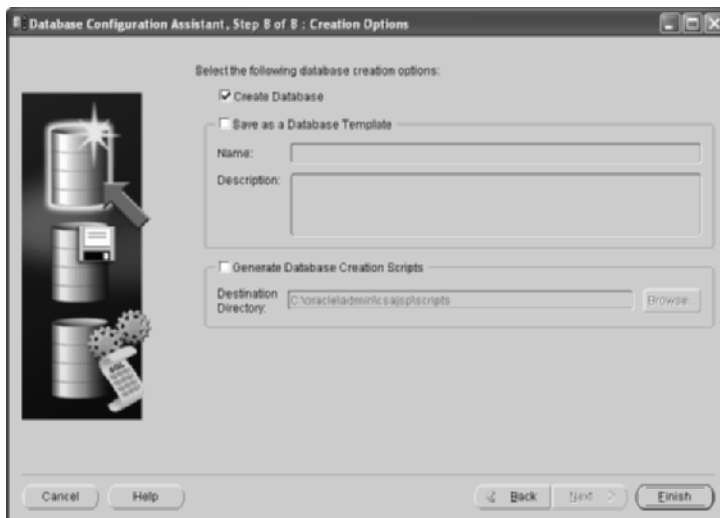 Database Configuration Assistant, Step 8 of 8 : Creation Options
Select the following database creation options:
Create Database
Save as a Database Template
Name:
Description:
Generate Database Creation Scripts
Destination
Directory:
C:\oracle\admin\csajsp\scripts
Browse...
Cancel
Help
Back
Next
Finish